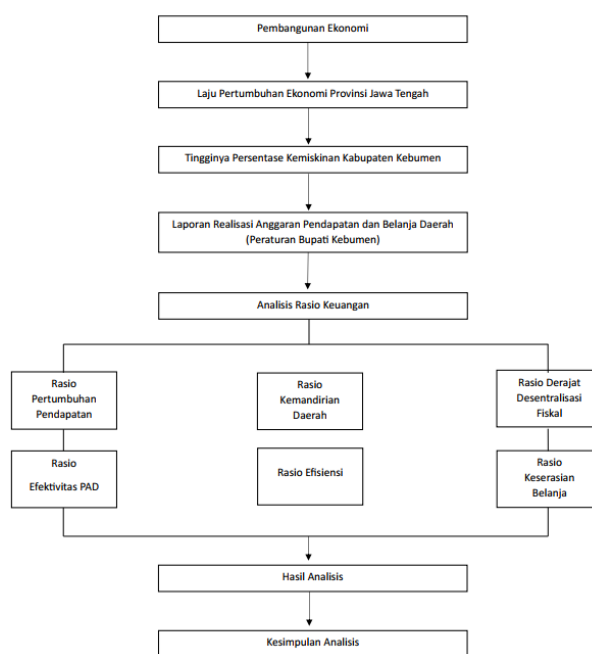 Pembangunan Ekonomi
Laju Pertumbuhan Ekonomi Provinsi Jawa Tengah
Tingginya Persentase Kemiskinan Kabupaten Kebumen
Laporan Realisasi Anggaran Pendapatan dan Belanja Daerah
(Peraturan Bupati Kebumen)
Analisis Rasio Keuangan
Rasio
Pertumbuhan
Pendapatan
Rasio
Kemandirian
Daerah
Rasio Derajat
Desentralisasi
Fiskal
Rasio
Efektivitas PAD
Rasio Efisiensi
Rasio
Keserasian
Belanja
Hasil Analisis
Kesimpulan Analisis